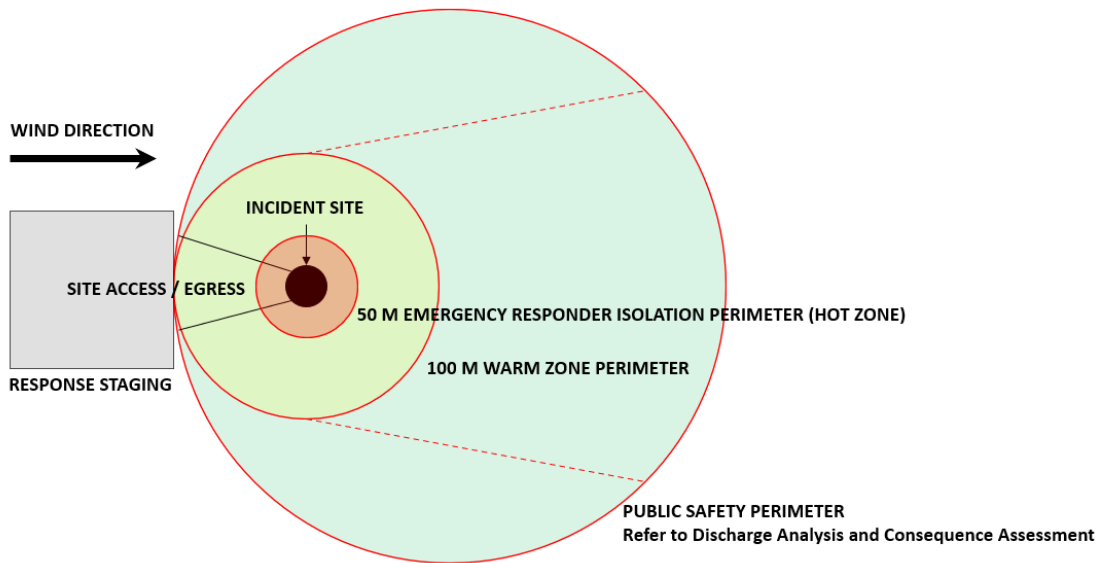 WIND DIRECTION
INCIDENT SITE
SITE ACCESS / EGRESS
50 M EMERGENCY RESPONDER ISOLATION PERIMETER (HOT ZONE)
100 M WARM ZONE PERIMETER
RESPONSE STAGING
PUBLIC SAFETY PERIMETER
Refer to Discharge Analysis and Consequence Assessment